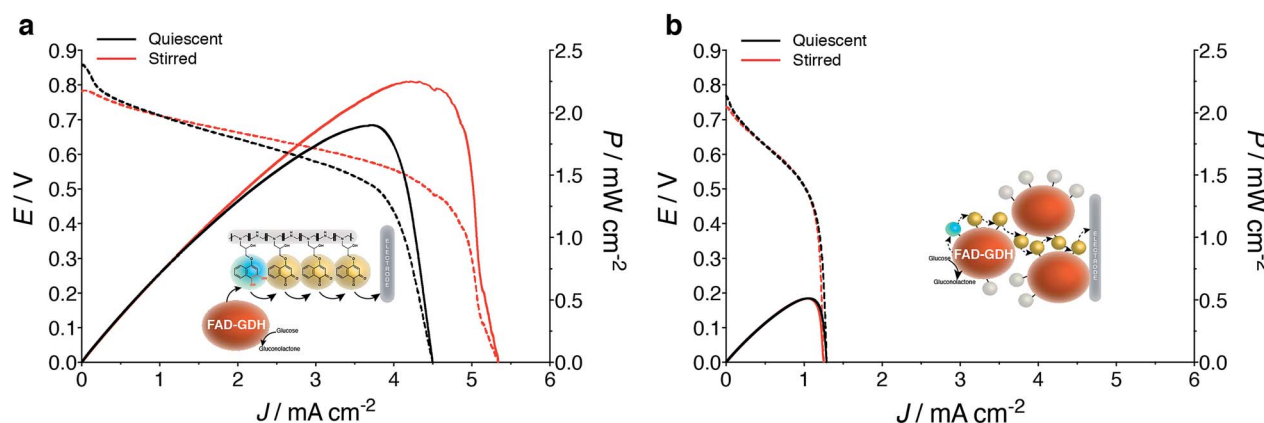 a
Quiescent
Stirred
0.9
0.8
0.7
0.6
0.5
0.4
0.3
0.2
0.1
0.0
E / V
2.5
2.0
1.5
1.0
0.5
0.0
P / mW cm-2
0 1 2 3 4 5 6
J / mA cm-2
FAD-GDH
Glucose
Gluconolactone
ELECTRODE
b
Quiescent
Stirred
0.9
0.8
0.7
0.6
0.5
0.4
0.3
0.2
0.1
0.0
E / V
2.5
2.0
1.5
1.0
0.5
0.0
P / mW cm-2
0 1 2 3 4 5 6
J / mA cm-2
FAD-GDH
Glucose
Gluconolactone
ELECTRODE